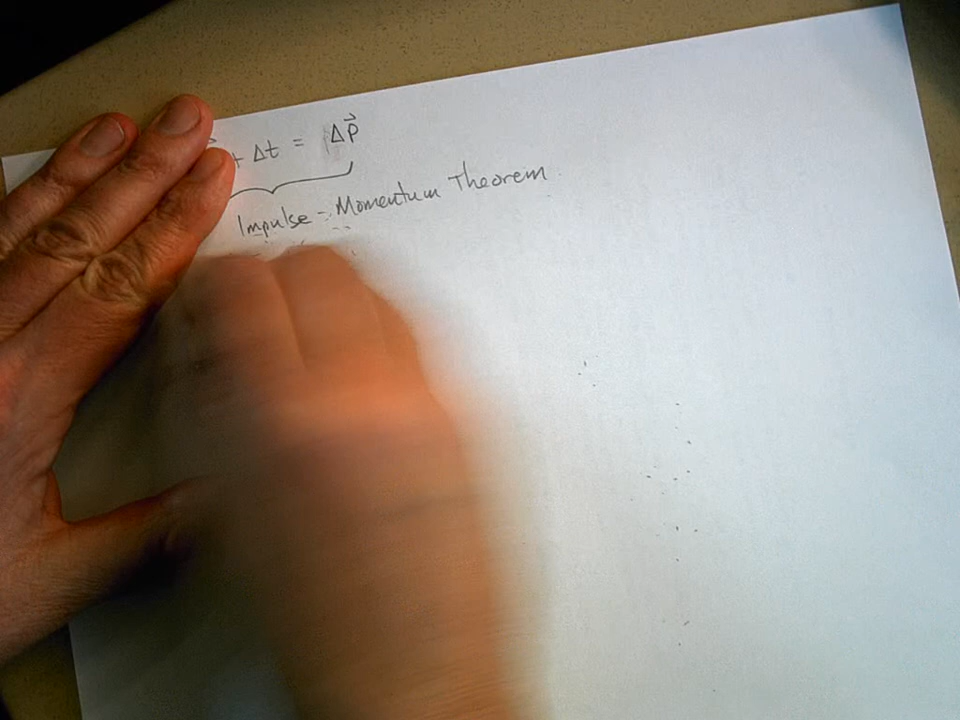 Δt = Δp⃗
Impulse - Momentum Theorem